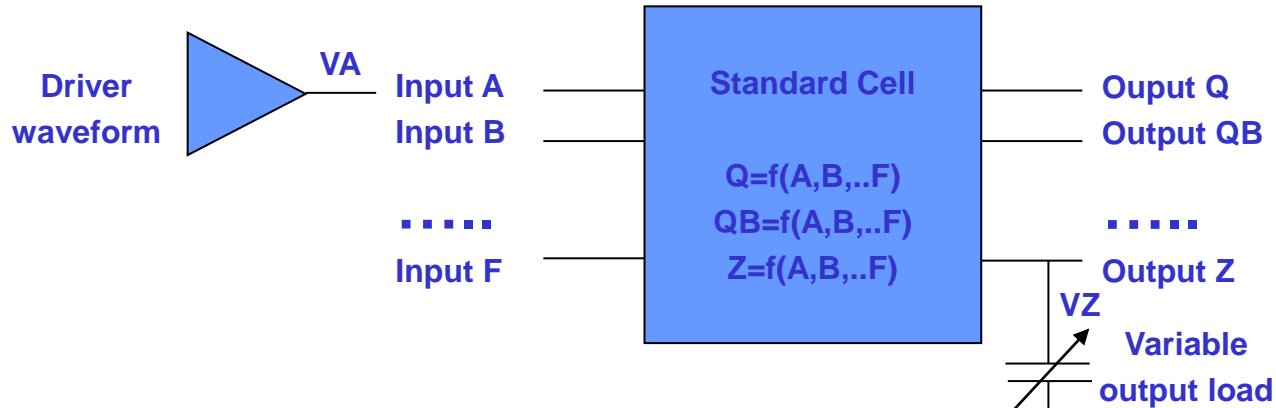 Driver
waveform
VA
Input A
Input B
......
Input F
Standard Cell
Q=f(A,B,..F)
QB=f(A,B,..F)
Z=f(A,B,..F)
Ouput Q
Output QB
......
Output Z
VZ
Variable
output load